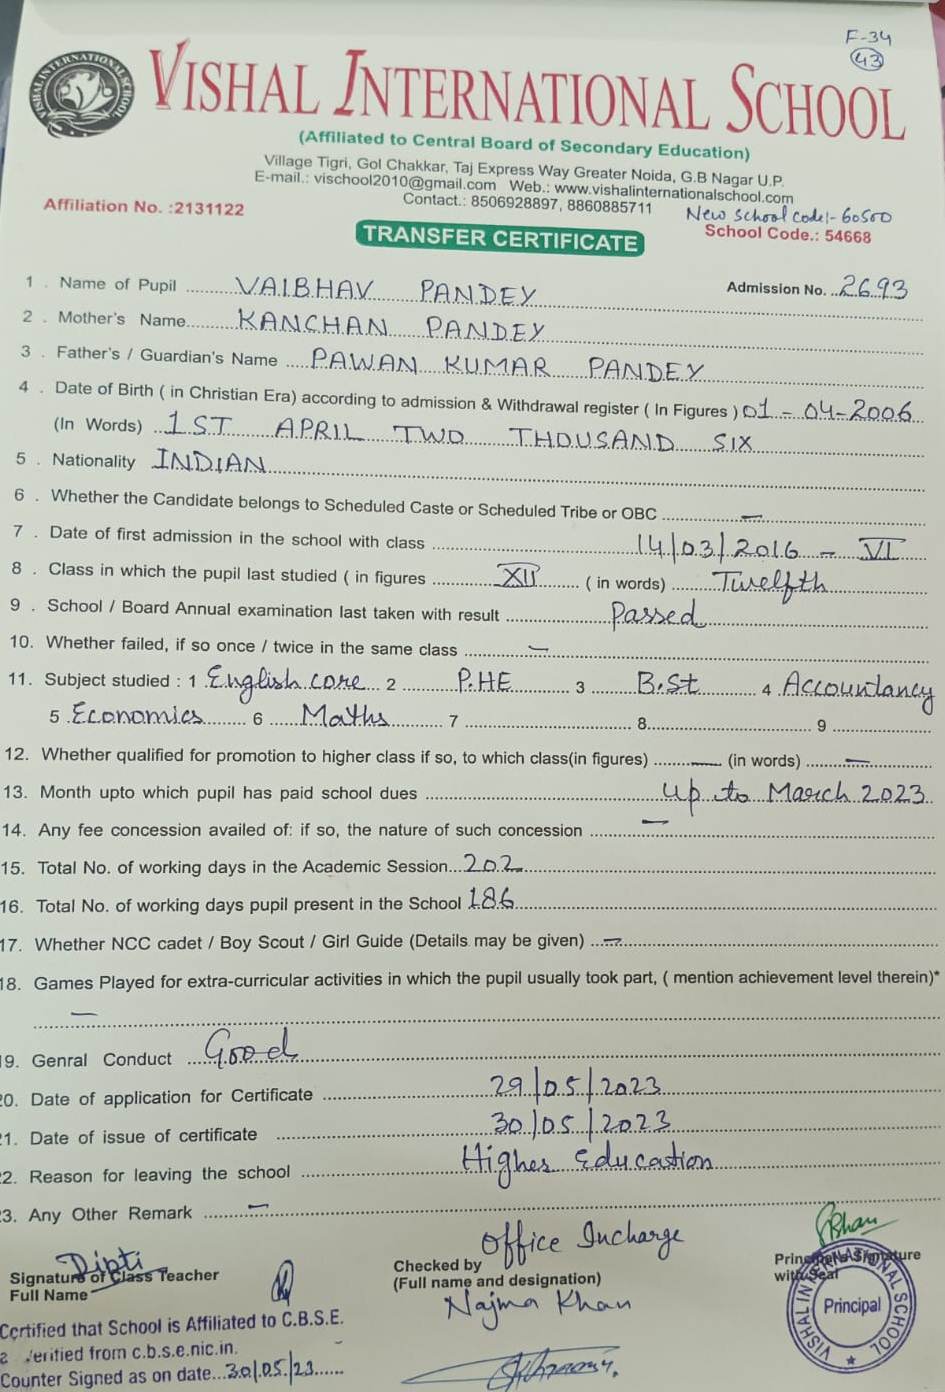 F-34
43
VISHAL INTERNATIONAL SCHOOL
(Affiliated to Central Board of Secondary Education)
Village Tigri, Gol Chakkar, Taj Express Way Greater Noida, G.B Nagar U.P.
E-mail.: vischool2010@gmail.com Web.: www.vishalinternationalschool.com
Contact.: 8506928897, 8860885711
Affiliation No. :2131122
New School code:- 60500
School Code.: 54668
TRANSFER CERTIFICATE
1 . Name of Pupil VAIBHAV PANDEY Admission No. 2693
2 . Mother's Name KANCHAN PANDEY
3 . Father's / Guardian's Name PAWAN KUMAR PANDEY
4 . Date of Birth ( in Christian Era) according to admission & Withdrawal register ( In Figures ) 01-04-2006
(In Words) 1ST APRIL TWO THOUSAND SIX
5 . Nationality INDIAN
6 . Whether the Candidate belongs to Scheduled Caste or Scheduled Tribe or OBC —
7 . Date of first admission in the school with class 14/03/2016 - VI
8 . Class in which the pupil last studied ( in figures XII ( in words) Twelfth
9 . School / Board Annual examination last taken with result Passed
10. Whether failed, if so once / twice in the same class —
11. Subject studied : 1 English core 2 P.HE 3 B.St 4 Accountancy
5 Economics 6 Maths 7 8 9
12. Whether qualified for promotion to higher class if so, to which class(in figures) — (in words) —
13. Month upto which pupil has paid school dues up to March 2023
14. Any fee concession availed of: if so, the nature of such concession —
15. Total No. of working days in the Academic Session 202
16. Total No. of working days pupil present in the School 186
17. Whether NCC cadet / Boy Scout / Girl Guide (Details may be given) —
18. Games Played for extra-curricular activities in which the pupil usually took part, ( mention achievement level therein)*
—
19. Genral Conduct Good
20. Date of application for Certificate 29/05/2023
21. Date of issue of certificate 30/05/2023
22. Reason for leaving the school Higher Education
23. Any Other Remark —
Dipti
Signature of Class Teacher
Full Name
Office Incharge
Checked by
(Full name and designation)
Najma Khan
Principal's Signature
with Seal
VISHAL INTERNATIONAL SCHOOL
Principal
Certified that School is Affiliated to C.B.S.E.
verified from c.b.s.e.nic.in.
Counter Signed as on date...30/05/23